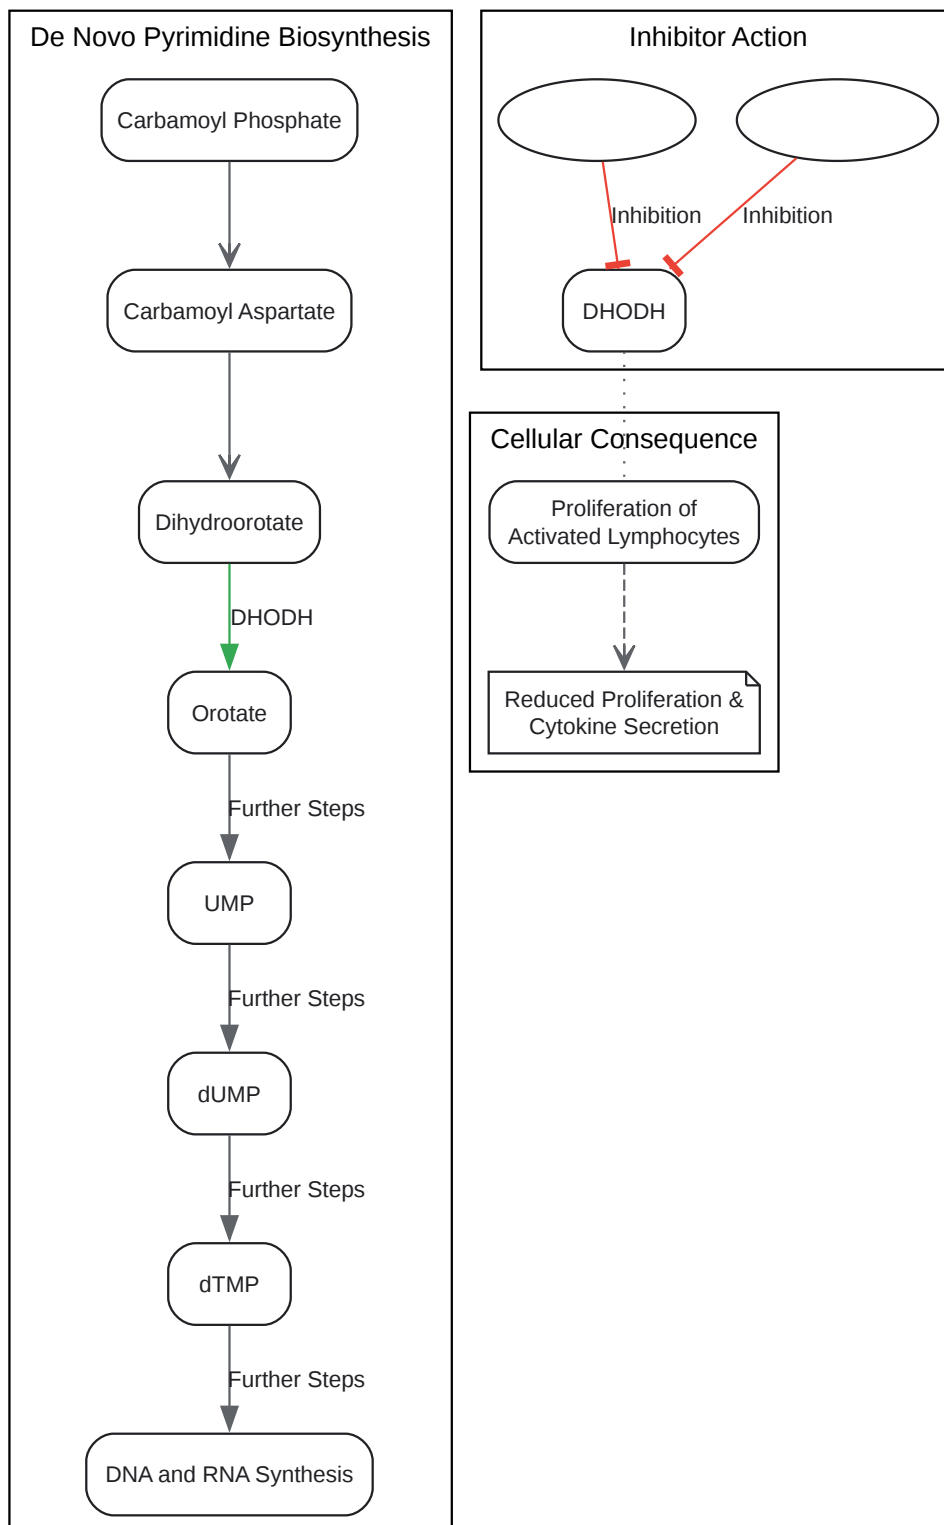 De Novo Pyrimidine Biosynthesis
Carbamoyl Phosphate
Carbamoyl Aspartate
Dihydroorotate
DHODH
Orotate
Further Steps
UMP
Further Steps
dUMP
Further Steps
dTMP
Further Steps
DNA and RNA Synthesis
Inhibitor Action
Inhibition
Inhibition
DHODH
Cellular Consequence
Proliferation of
Activated Lymphocytes
Reduced Proliferation &
Cytokine Secretion